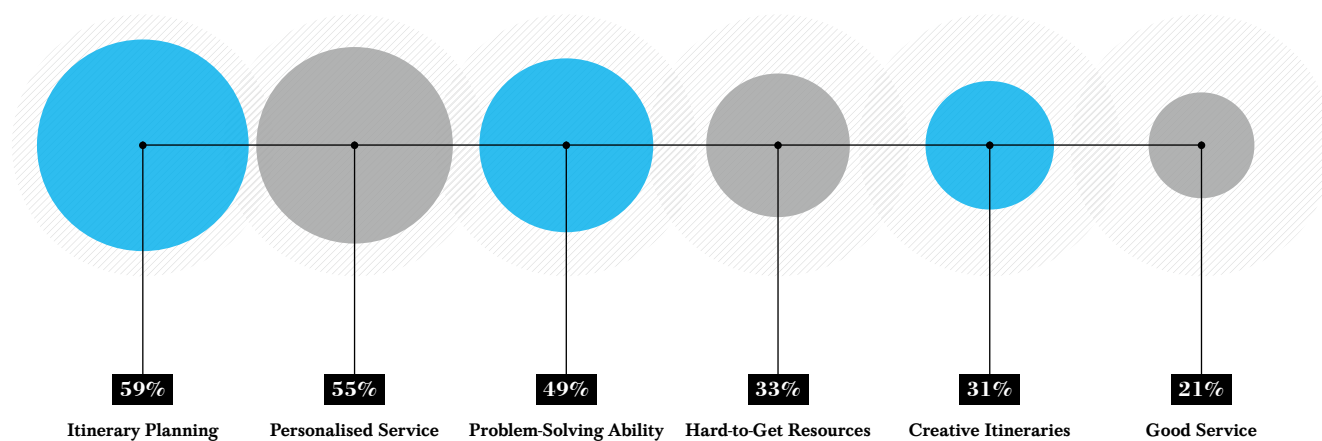 59% 55% 49% 33% 31% 21%
Itinerary Planning Personalised Service Problem-Solving Ability Hard-to-Get Resources Creative Itineraries Good Service